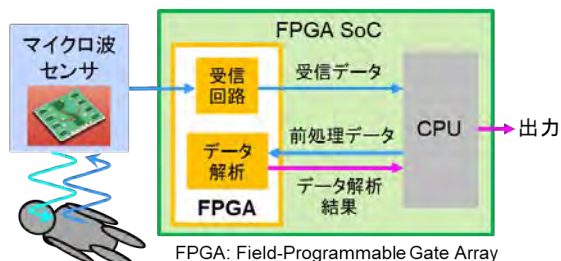 マイクロ波
センサ
FPGA SoC
受信
回路
受信データ
CPU
出力
前処理データ
データ
解析
データ解析
結果
FPGA
FPGA: Field-Programmable Gate Array